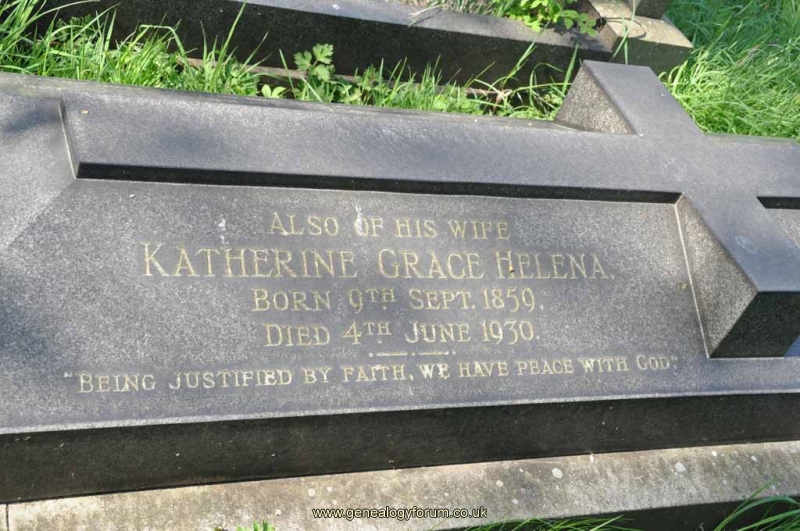 ALSO OF HIS WIFE
KATHERINE GRACE HELENA.
BORN 9TH SEPT. 1859.
DIED 4TH JUNE 1930.
"BEING JUSTIFIED BY FAITH, WE HAVE PEACE WITH GOD".
www.genealogyforum.co.uk